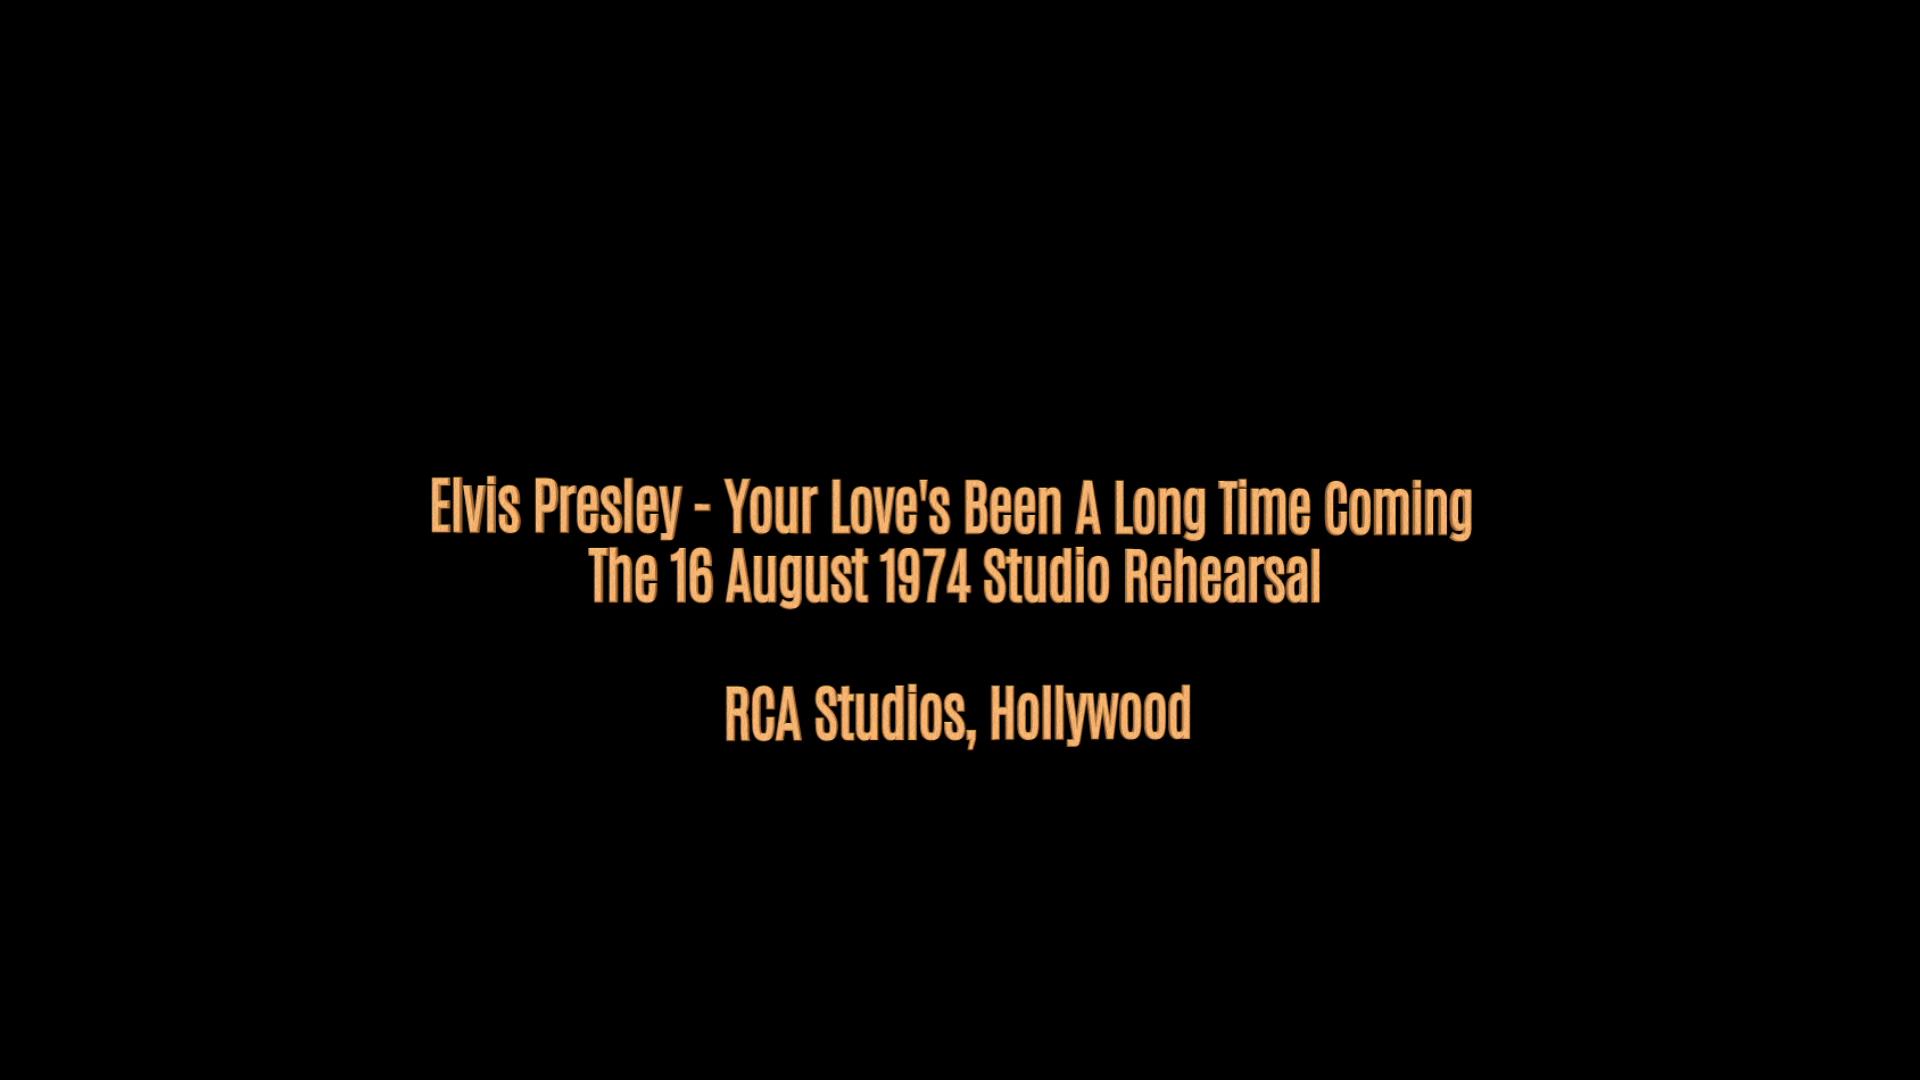 Elvis Presley - Your Love's Been A Long Time Coming
The 16 August 1974 Studio Rehearsal
RCA Studios, Hollywood